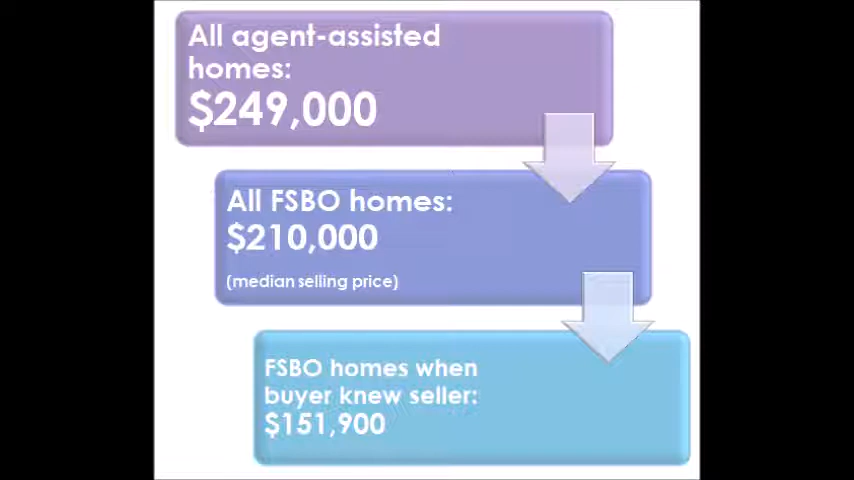 All agent-assisted
homes:
$249,000
All FSBO homes:
$210,000
(median selling price)
FSBO homes when
buyer knew seller:
$151,900